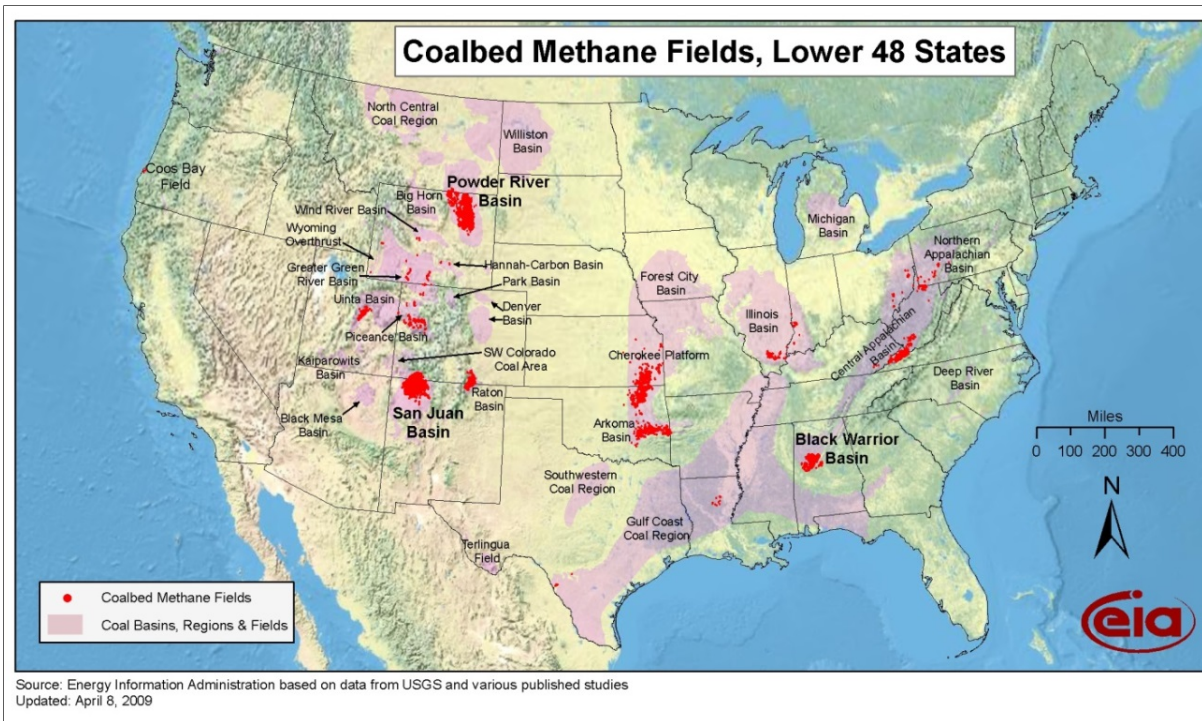 Coalbed Methane Fields, Lower 48 States
North Central
Coal Region
Williston
Basin
Coos Bay
Field
Powder River
Basin
Big Horn
Basin
Wind River Basin
Wyoming
Overthrust
Greater Green
River Basin
Hannah-Carbon Basin
Park Basin
Uinta Basin
Denver
Basin
Piceance Basin
Kaiparowits
Basin
SW Colorado
Coal Area
Black Mesa
Basin
San Juan
Basin
Raton
Basin
Forest City
Basin
Cherokee Platform
Arkoma
Basin
Southwestern
Coal Region
Gulf Coast
Coal Region
Terlingua
Field
Michigan
Basin
Illinois
Basin
Northern
Appalachian
Basin
Central Appalachian
Basin
Deep River
Basin
Black Warrior
Basin
Miles
0 100 200 300 400
N
Coalbed Methane Fields
Coal Basins, Regions & Fields
eia
Source: Energy Information Administration based on data from USGS and various published studies
Updated: April 8, 2009